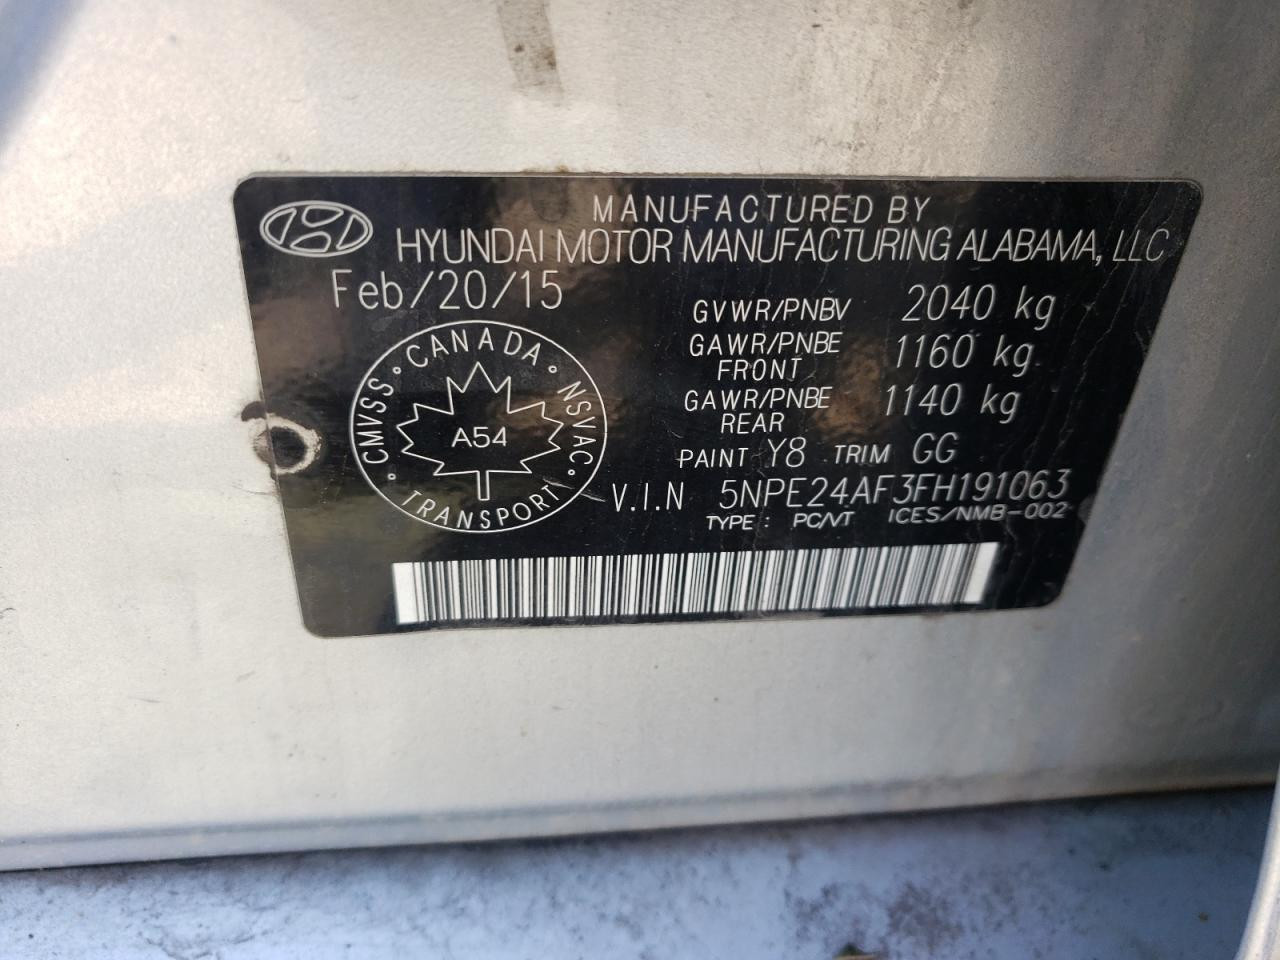 MANUFACTURED BY
HYUNDAI MOTOR MANUFACTURING ALABAMA, LLC
Feb/20/15
GVWR/PNBV 2040 kg
GAWR/PNBE FRONT 1160 kg
GAWR/PNBE REAR 1140 kg
PAINT Y8 TRIM GG
V.I.N 5NPE24AF3FH191063
TYPE: PC/VT ICES/NMB-002
CMVSS · CANADA · NSVAC · TRANSPORT ·
A54